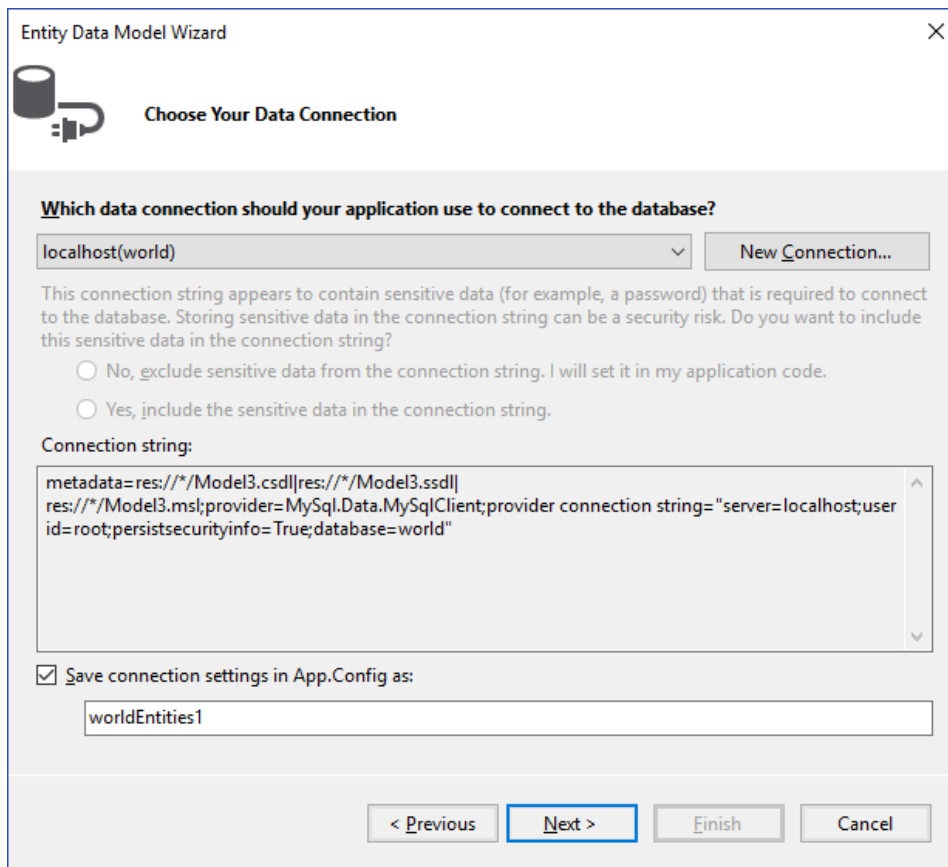 Entity Data Model Wizard
Choose Your Data Connection
Which data connection should your application use to connect to the database?
localhost(world)
New Connection...
This connection string appears to contain sensitive data (for example, a password) that is required to connect
to the database. Storing sensitive data in the connection string can be a security risk. Do you want to include
this sensitive data in the connection string?
No, exclude sensitive data from the connection string. I will set it in my application code.
Yes, include the sensitive data in the connection string.
Connection string:
metadata=res://*/Model3.csdl|res://*/Model3.ssdl|
res://*/Model3.msl;provider=MySql.Data.MySqlClient;provider connection string="server=localhost;user
id=root;persistsecurityinfo=True;database=world"
Save connection settings in App.Config as:
worldEntities1
< Previous
Next >
Finish
Cancel